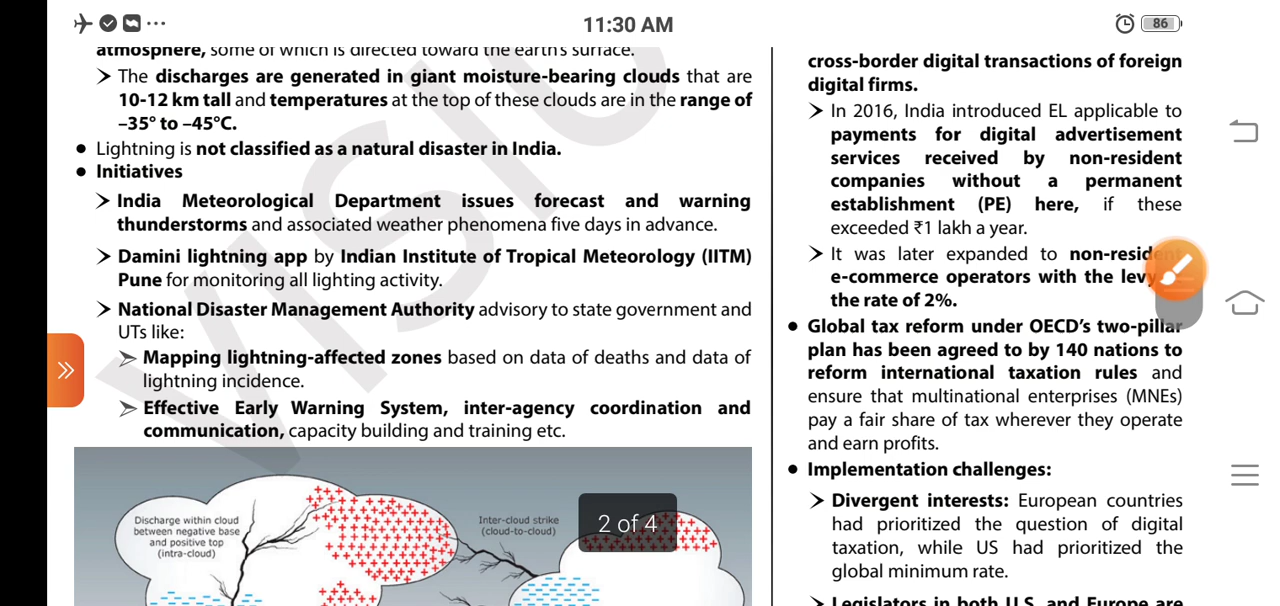 11:30 AM
86
atmosphere, some of which is directed toward the earth's surface.
➤ The discharges are generated in giant moisture-bearing clouds that are
10-12 km tall and temperatures at the top of these clouds are in the range of
–35° to –45°C.
• Lightning is not classified as a natural disaster in India.
• Initiatives
➤ India Meteorological Department issues forecast and warning
thunderstorms and associated weather phenomena five days in advance.
➤ Damini lightning app by Indian Institute of Tropical Meteorology (IITM)
Pune for monitoring all lighting activity.
➤ National Disaster Management Authority advisory to state government and
UTs like:
➤ Mapping lightning-affected zones based on data of deaths and data of
lightning incidence.
➤ Effective Early Warning System, inter-agency coordination and
communication, capacity building and training etc.
Discharge within cloud
between negative base
and positive top
(intra-cloud)
Inter-cloud strike
(cloud-to-cloud)
2 of 4
cross-border digital transactions of foreign
digital firms.
➤ In 2016, India introduced EL applicable to
payments for digital advertisement
services received by non-resident
companies without a permanent
establishment (PE) here, if these
exceeded ₹1 lakh a year.
➤ It was later expanded to non-resident
e-commerce operators with the levy
the rate of 2%.
• Global tax reform under OECD's two-pillar
plan has been agreed to by 140 nations to
reform international taxation rules and
ensure that multinational enterprises (MNEs)
pay a fair share of tax wherever they operate
and earn profits.
• Implementation challenges:
➤ Divergent interests: European countries
had prioritized the question of digital
taxation, while US had prioritized the
global minimum rate.
➤ Legislators in both U.S. and Europe are
VISIO